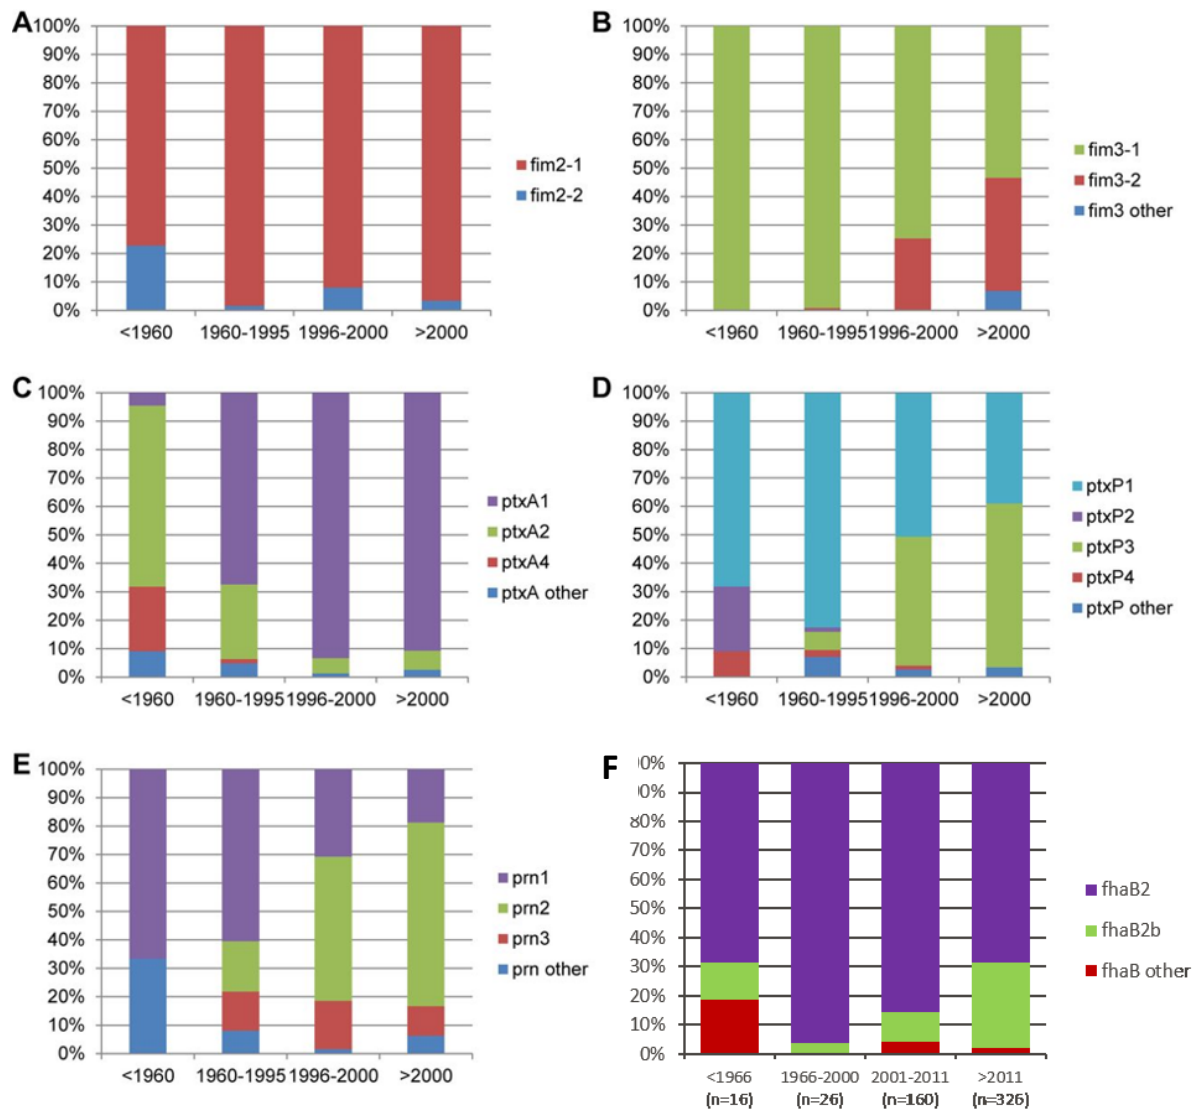 A
100%
90%
80%
70%
60%
50%
40%
30%
20%
10%
0%
<1960 1960-1995 1996-2000 >2000
fim2-1
fim2-2
B
100%
90%
80%
70%
60%
50%
40%
30%
20%
10%
0%
<1960 1960-1995 1996-2000 >2000
fim3-1
fim3-2
fim3 other
C
100%
90%
80%
70%
60%
50%
40%
30%
20%
10%
0%
<1960 1960-1995 1996-2000 >2000
ptxA1
ptxA2
ptxA4
ptxA other
D
100%
90%
80%
70%
60%
50%
40%
30%
20%
10%
0%
<1960 1960-1995 1996-2000 >2000
ptxP1
ptxP2
ptxP3
ptxP4
ptxP other
E
100%
90%
80%
70%
60%
50%
40%
30%
20%
10%
0%
<1960 1960-1995 1996-2000 >2000
prn1
prn2
prn3
prn other
F
70%
60%
50%
40%
30%
20%
10%
0%
<1966 1966-2000 2001-2011 >2011
(n=16) (n=26) (n=160) (n=326)
fhaB2
fhaB2b
fhaB other